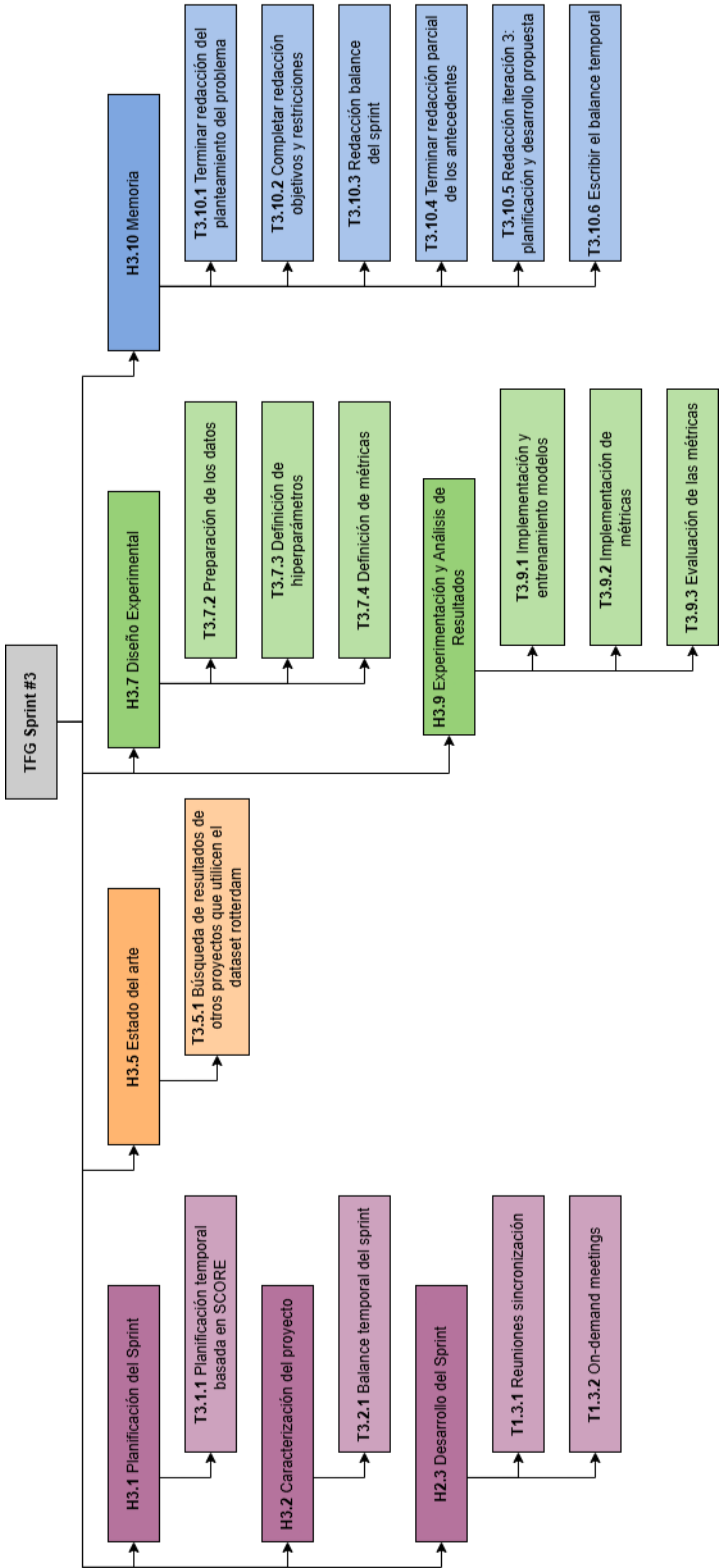 TFG Sprint #3
H3.1 Planificación del Sprint
T3.1.1 Planificación temporal
basada en SCORE
H3.2 Caracterización del proyecto
T3.2.1 Balance temporal del sprint
H2.3 Desarrollo del Sprint
T1.3.1 Reuniones sincronización
T1.3.2 On-demand meetings
H3.5 Estado del arte
T3.5.1 Búsqueda de resultados de
otros proyectos que utilicen el
dataset rotterdam
H3.7 Diseño Experimental
T3.7.2 Preparación de los datos
T3.7.3 Definición de
hiperparámetros
T3.7.4 Definición de métricas
H3.9 Experimentación y Análisis de
Resultados
T3.9.1 Implementación y
entrenamiento modelos
T3.9.2 Implementación de
métricas
T3.9.3 Evaluación de las métricas
H3.10 Memoria
T3.10.1 Terminar redacción del
planteamiento del problema
T3.10.2 Completar redacción
objetivos y restricciones
T3.10.3 Redacción balance
del sprint
T3.10.4 Terminar redacción parcial
de los antecedentes
T3.10.5 Redacción iteración 3:
planificación y desarrollo propuesta
T3.10.6 Escribir el balance temporal